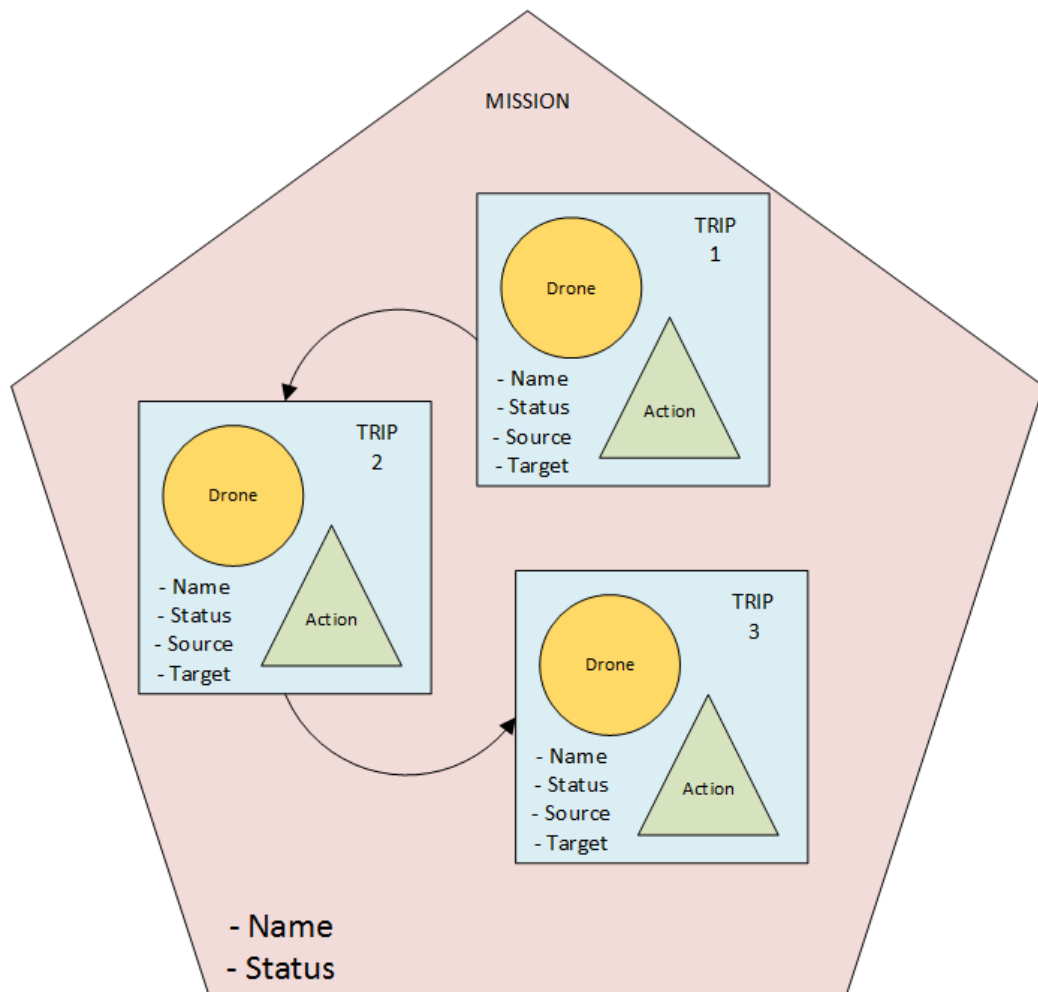 MISSION
TRIP
1
Drone
Action
- Name
- Status
- Source
- Target
TRIP
2
Drone
Action
- Name
- Status
- Source
- Target
TRIP
3
Drone
Action
- Name
- Status
- Source
- Target
- Name
- Status